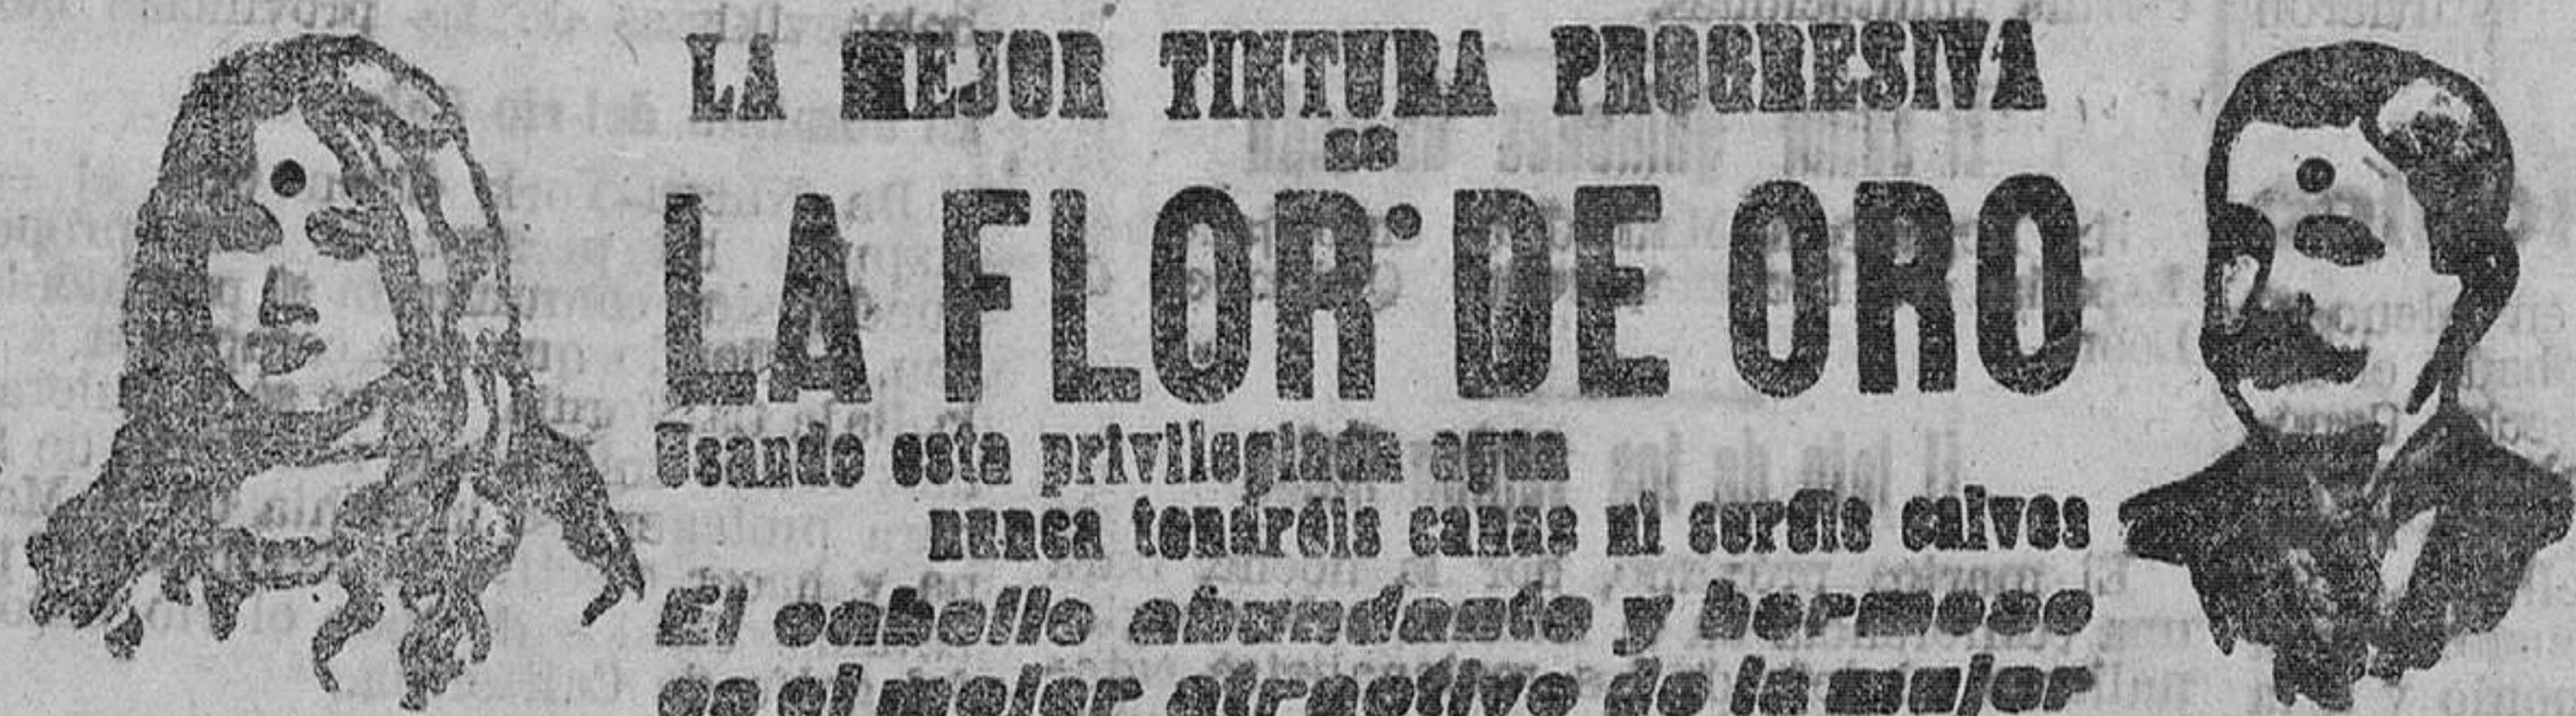 LA MEJOR TINTURA PROGRESIVA
es
LA FLOR DE ORO
Usando esta privilegiada agua
nunca tendréis canas ni seréis calvos
El cabello abundante y hermoso
es el mejor atractivo de la mujer